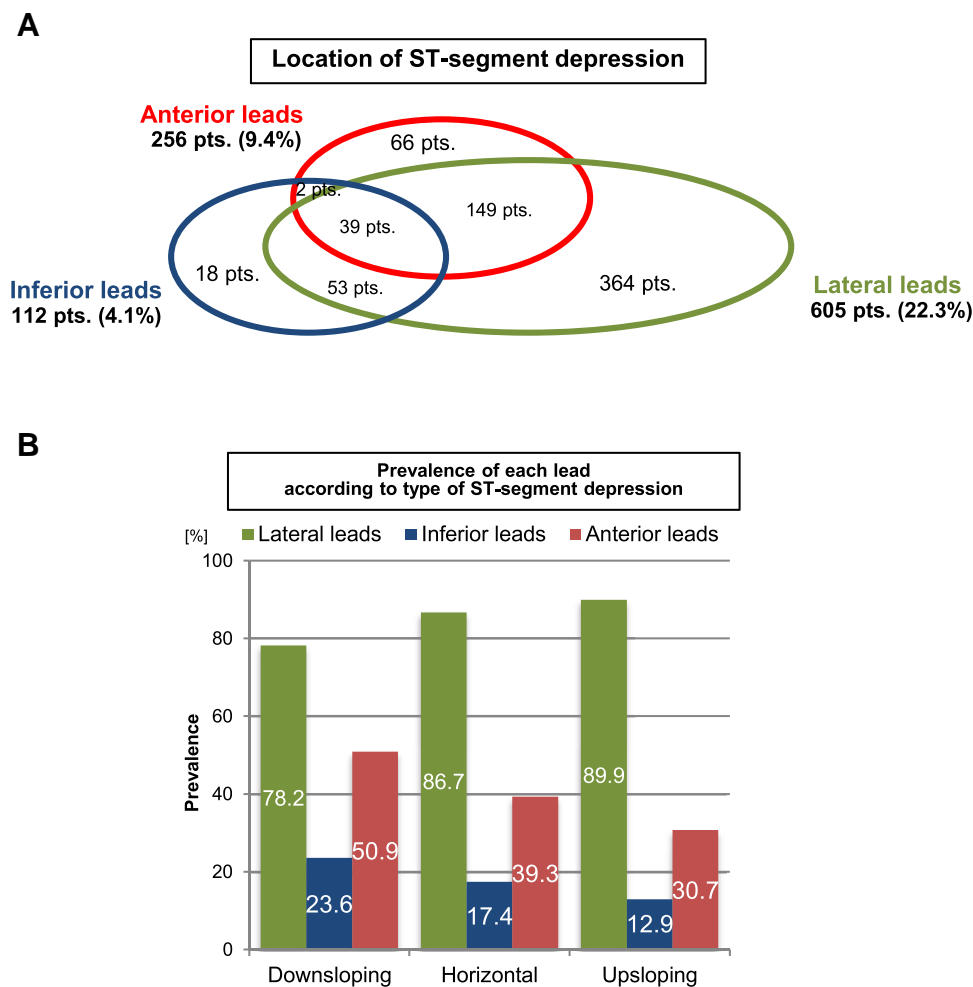 A
Location of ST-segment depression
Anterior leads
256 pts. (9.4%)
66 pts.
2 pts.
39 pts.
149 pts.
18 pts.
53 pts.
364 pts.
Inferior leads
112 pts. (4.1%)
Lateral leads
605 pts. (22.3%)
B
Prevalence of each lead
according to type of ST-segment depression
[%]
Lateral leads
Inferior leads
Anterior leads
Prevalence
100
80
60
40
20
0
78.2
23.6
50.9
86.7
17.4
39.3
89.9
12.9
30.7
Downsloping
Horizontal
Upsloping